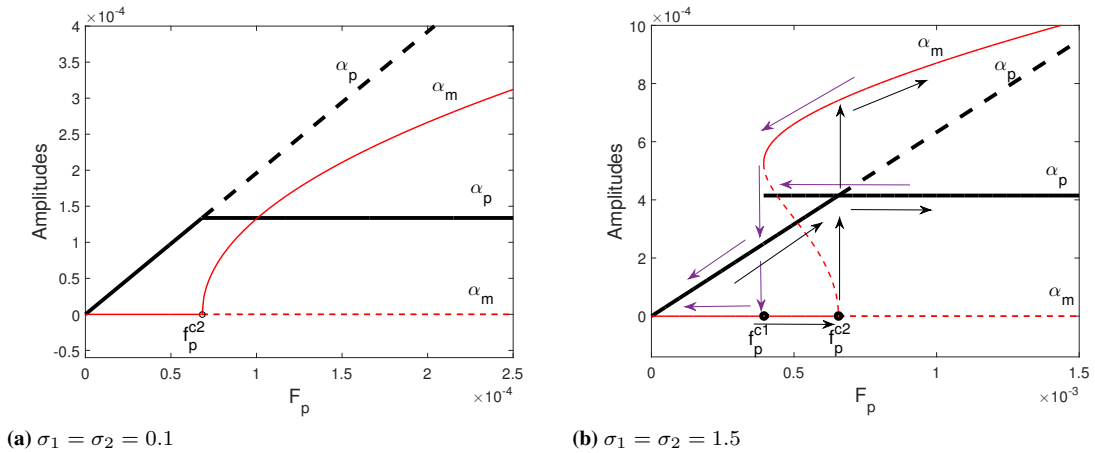 ×10⁻⁴
4
3.5
3
2.5
2
1.5
1
0.5
0
-0.5
Amplitudes
α_p
α_m
α_p
α_m
f_p^{c2}
0 0.5 1 1.5 2 2.5
F_p
×10⁻⁴
(a) σ₁ = σ₂ = 0.1
×10⁻⁴
10
8
6
4
2
0
Amplitudes
α_m
α_p
α_p
α_m
f_p^{c1} f_p^{c2}
0 0.5 1 1.5
F_p
×10⁻³
(b) σ₁ = σ₂ = 1.5